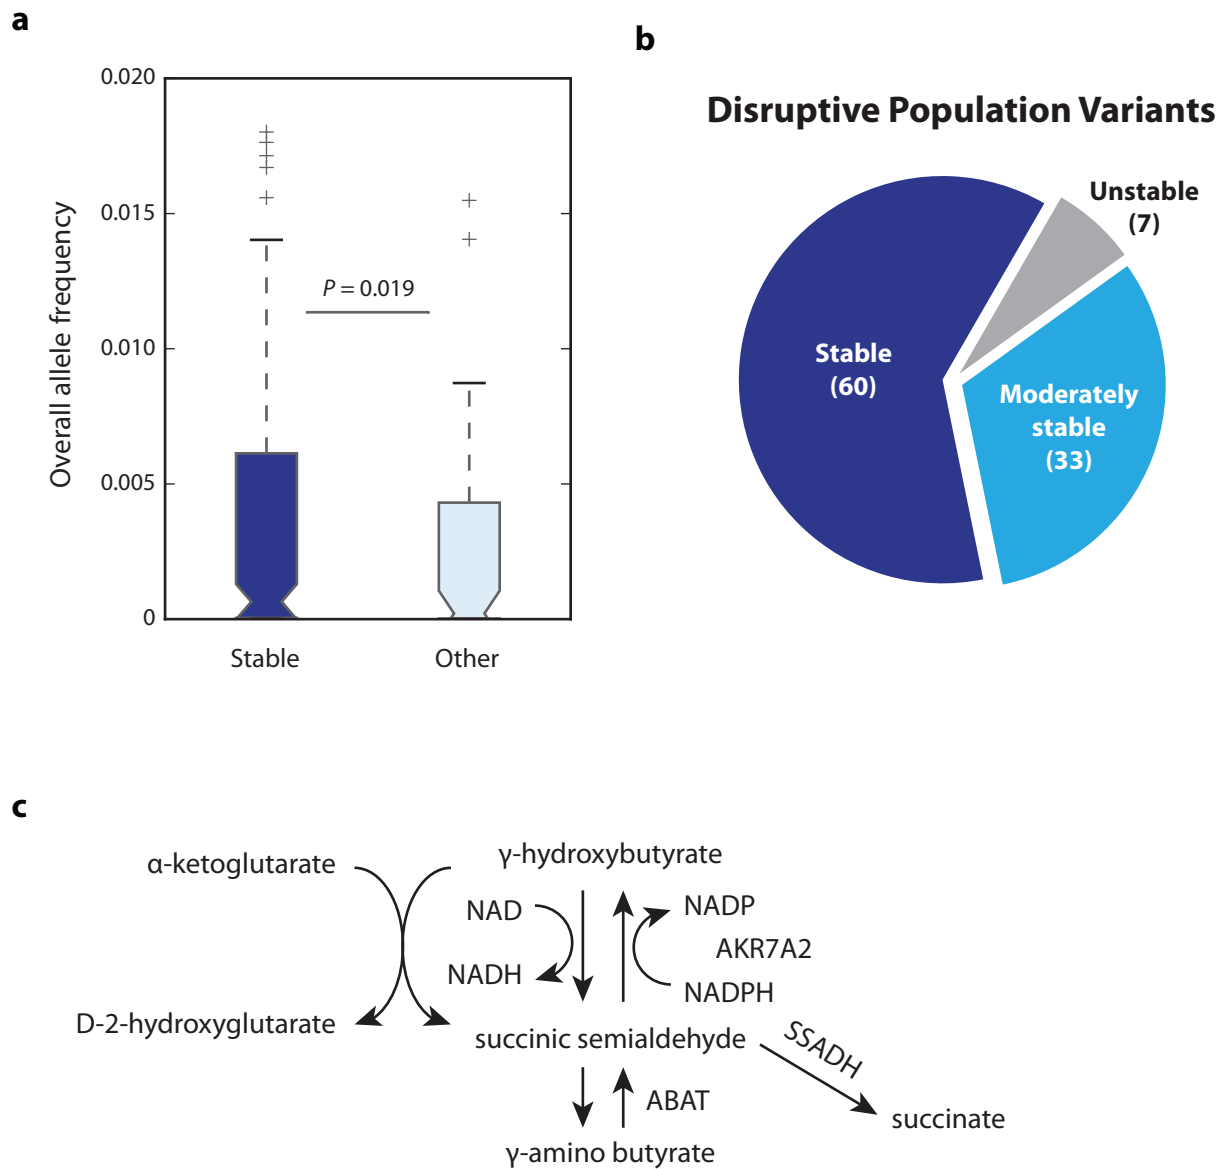 a
0.020
0.015
0.010
0.005
0
Overall allele frequency
P = 0.019
Stable
Other
b
Disruptive Population Variants
Unstable
(7)
Stable
(60)
Moderately
stable
(33)
c
α-ketoglutarate
γ-hydroxybutyrate
NAD
NADP
AKR7A2
NADH
NADPH
D-2-hydroxyglutarate
succinic semialdehyde
SSADH
ABAT
succinate
γ-amino butyrate